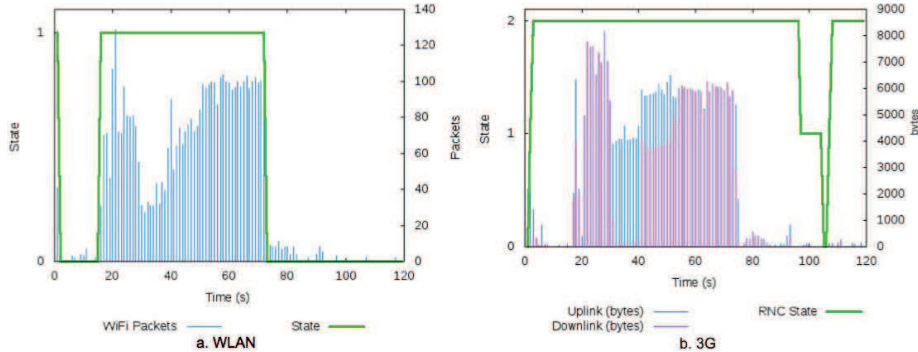 1
0
State
140
120
100
80
60
40
20
0
Packets
0 20 40 60 80 100 120
Time (s)
WiFi Packets
State
a. WLAN
2
1
0
State
9000
8000
7000
6000
5000
4000
3000
2000
1000
0
bytes
0 20 40 60 80 100 120
Time (s)
Uplink (bytes)
Downlink (bytes)
RNC State
b. 3G